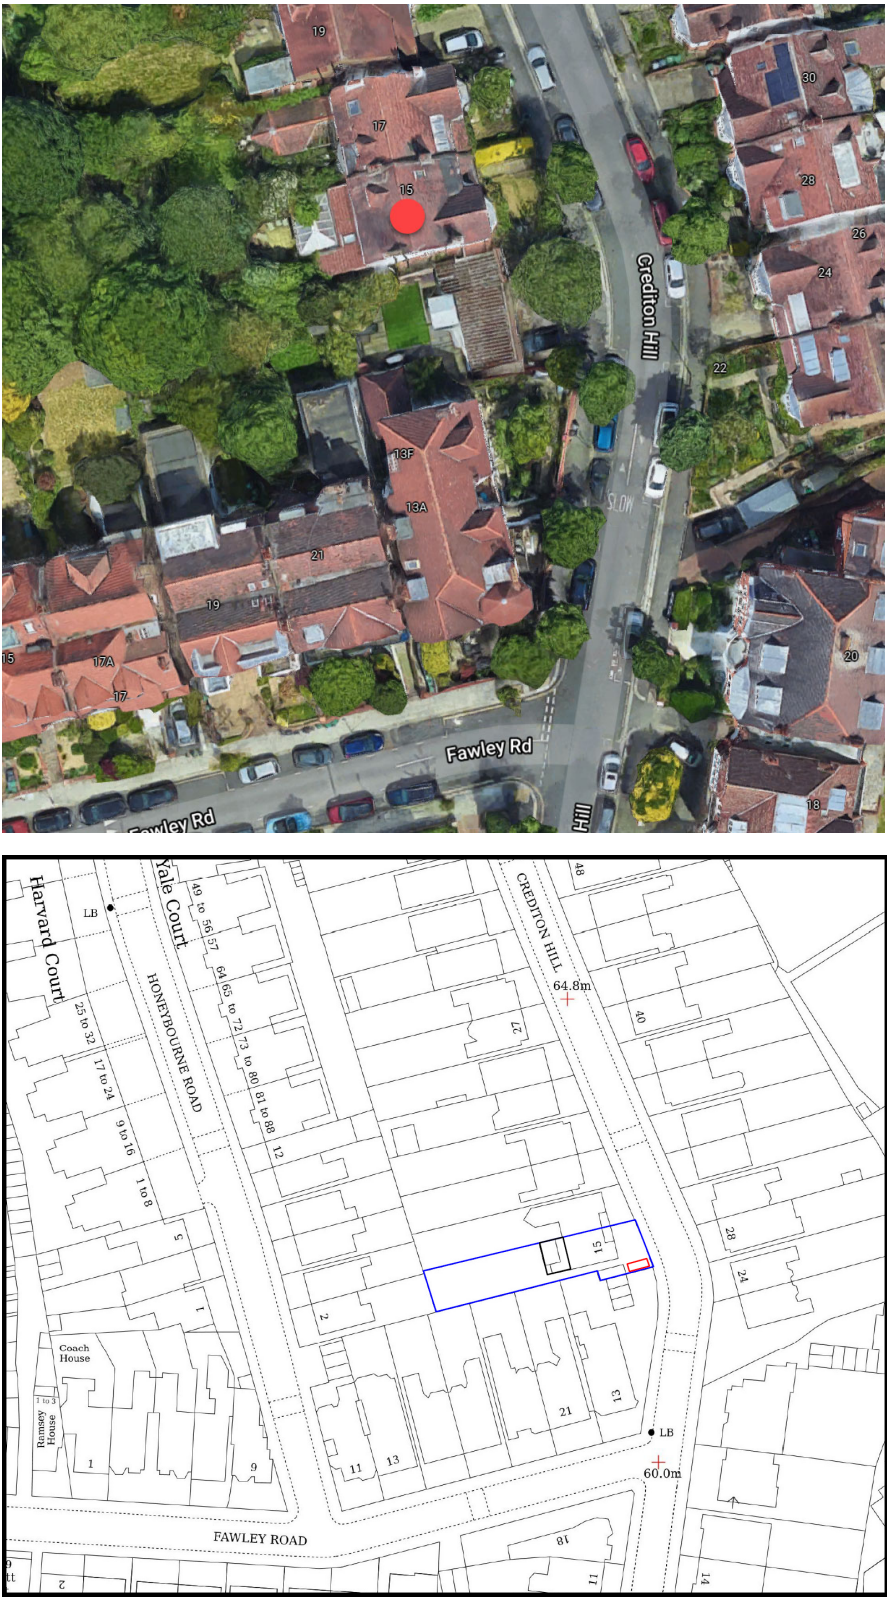 19
30
17
28
15
26
24
Crediton Hill
22
13F
13A
21
19
15
17A
20
17
Fawley Rd
18
Fawley Rd
Hill
Harvard Court
Yale Court
LB
49 to 56
57
64
65 to 72
73 to 80
81 to 88
12
HONEYBOURNE ROAD
25 to 32
17 to 24
9 to 16
1 to 8
5
1
CREDITON HILL
48
64.8m
40
27
28
24
15
2
Coach
House
1 to 3
Ramsey
House
1
9
11
13
21
13
LB
60.0m
FAWLEY ROAD
18
11
14
2
9
tt